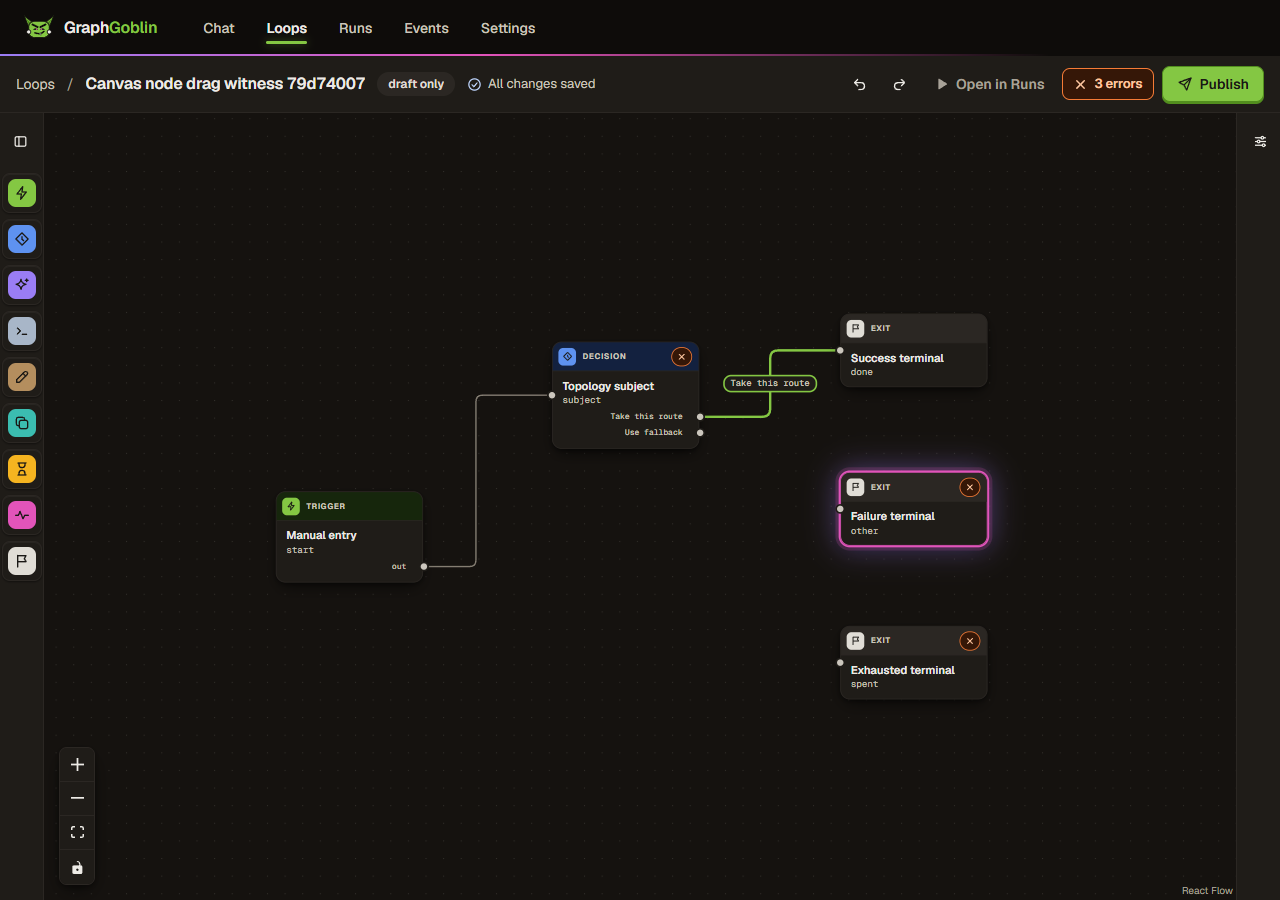 GraphGoblin
Chat
Loops
Runs
Events
Settings
Loops / Canvas node drag witness 79d74007
draft only
All changes saved
Open in Runs
3 errors
Publish
EXIT
Success terminal
done
DECISION
Topology subject
subject
Take this route
Use fallback
Take this route
EXIT
Failure terminal
other
TRIGGER
Manual entry
start
out
EXIT
Exhausted terminal
spent
React Flow